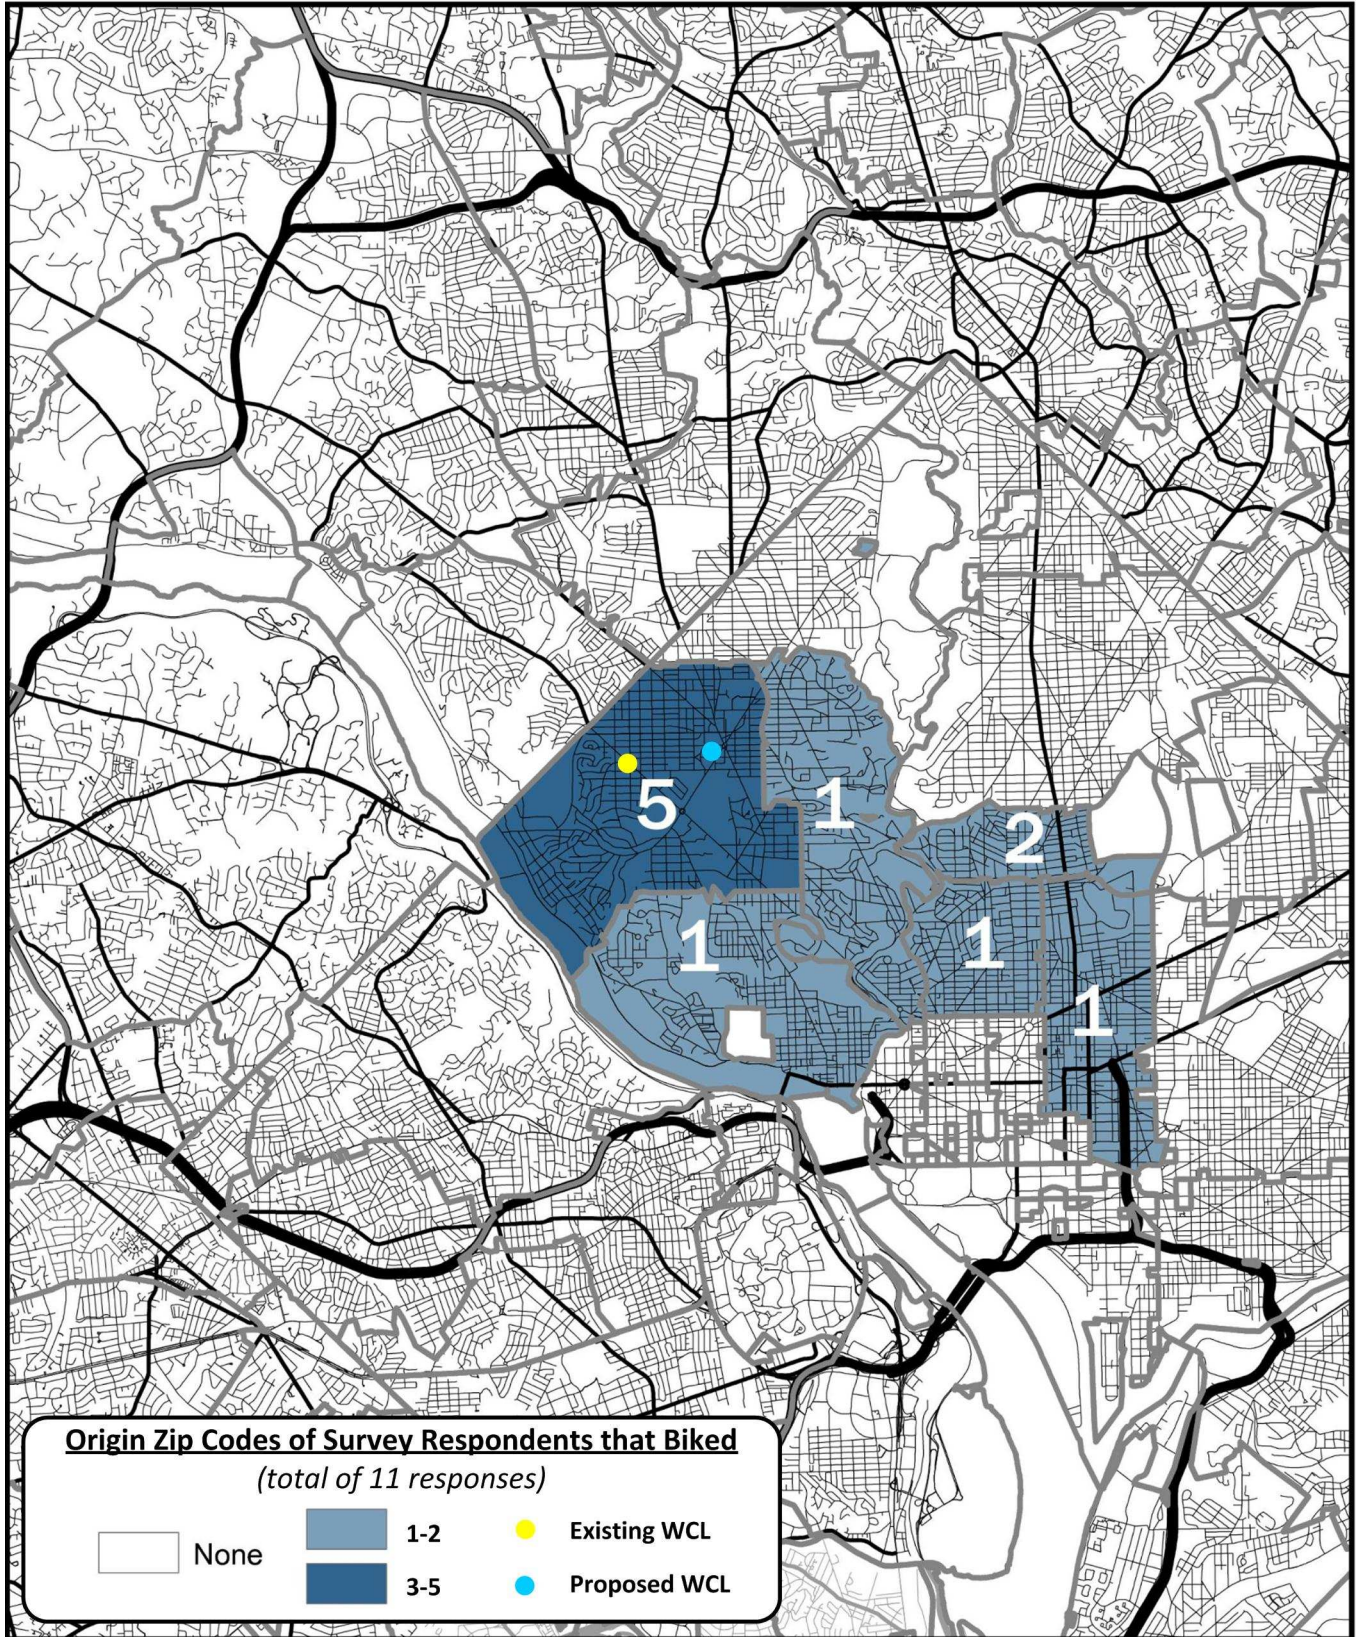 5
1
2
1
1
1
Origin Zip Codes of Survey Respondents that Biked
(total of 11 responses)
None
1-2
3-5
Existing WCL
Proposed WCL